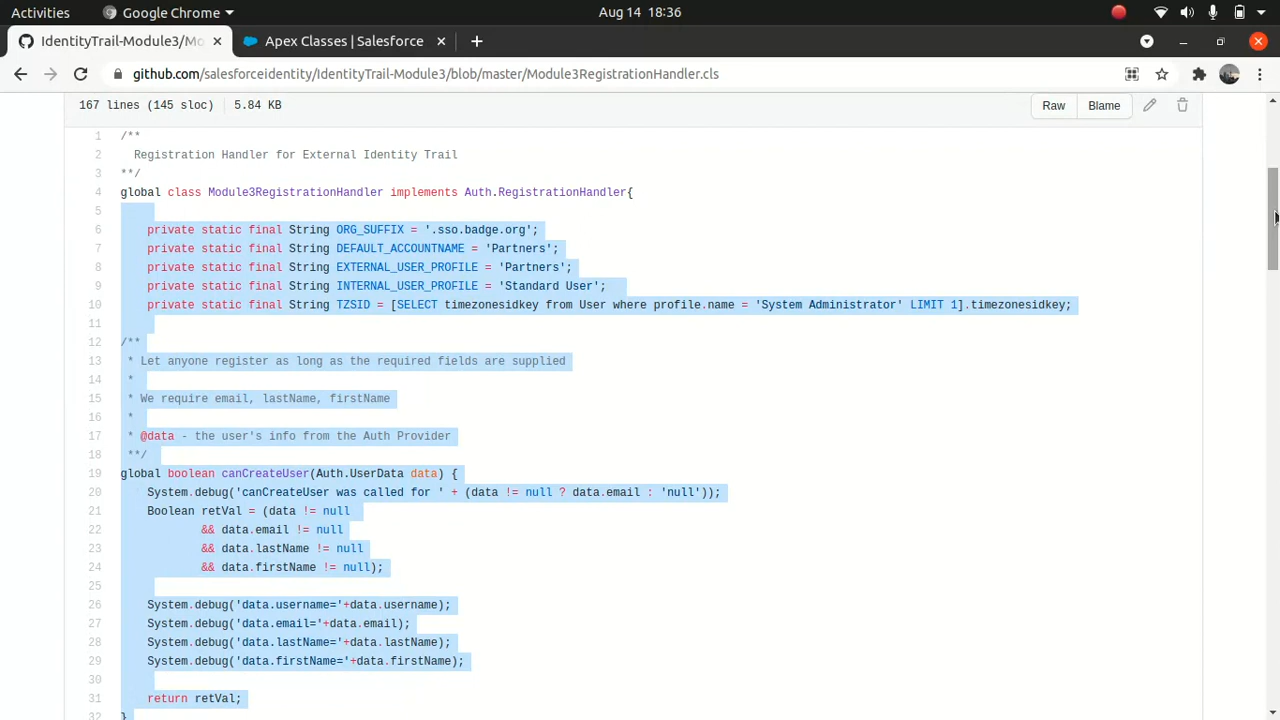 Activities Google Chrome Aug 14 18:36
IdentityTrail-Module3/Mo Apex Classes | Salesforce
github.com/salesforceidentity/IdentityTrail-Module3/blob/master/Module3RegistrationHandler.cls
167 lines (145 sloc) 5.84 KB Raw Blame
1 /**
2 Registration Handler for External Identity Trail
3 **/
4 global class Module3RegistrationHandler implements Auth.RegistrationHandler{
5
6 private static final String ORG_SUFFIX = '.sso.badge.org';
7 private static final String DEFAULT_ACCOUNTNAME = 'Partners';
8 private static final String EXTERNAL_USER_PROFILE = 'Partners';
9 private static final String INTERNAL_USER_PROFILE = 'Standard User';
10 private static final String TZSID = [SELECT timezonesidkey from User where profile.name = 'System Administrator' LIMIT 1].timezonesidkey;
11
12 /**
13 * Let anyone register as long as the required fields are supplied
14 *
15 * We require email, lastName, firstName
16 *
17 * @data - the user's info from the Auth Provider
18 **/
19 global boolean canCreateUser(Auth.UserData data) {
20 System.debug('canCreateUser was called for ' + (data != null ? data.email : 'null'));
21 Boolean retVal = (data != null
22 && data.email != null
23 && data.lastName != null
24 && data.firstName != null);
25
26 System.debug('data.username='+data.username);
27 System.debug('data.email='+data.email);
28 System.debug('data.lastName='+data.lastName);
29 System.debug('data.firstName='+data.firstName);
30
31 return retVal;
32 }